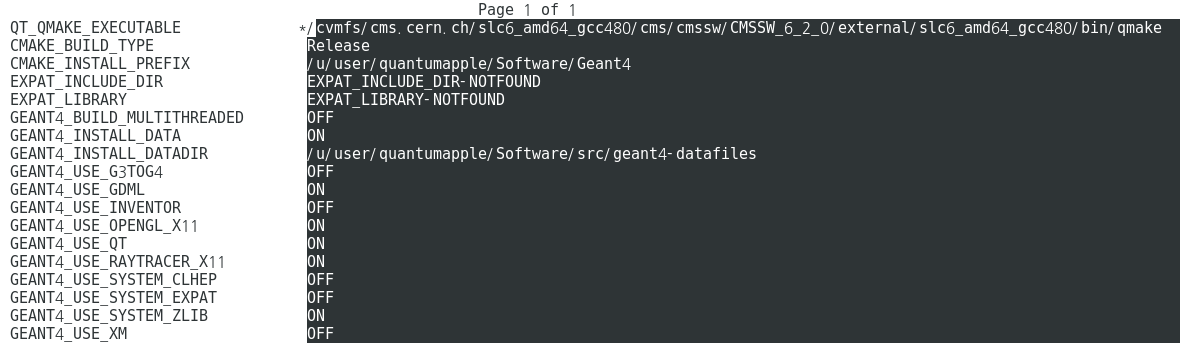 Page 1 of 1
QT_QMAKE_EXECUTABLE */cvmfs/cms.cern.ch/slc6_amd64_gcc480/cms/cmssw/CMSSW_6_2_0/external/slc6_amd64_gcc480/bin/qmake
CMAKE_BUILD_TYPE Release
CMAKE_INSTALL_PREFIX /u/user/quantumapple/Software/Geant4
EXPAT_INCLUDE_DIR EXPAT_INCLUDE_DIR-NOTFOUND
EXPAT_LIBRARY EXPAT_LIBRARY-NOTFOUND
GEANT4_BUILD_MULTITHREADED OFF
GEANT4_INSTALL_DATA ON
GEANT4_INSTALL_DATADIR /u/user/quantumapple/Software/src/geant4-datafiles
GEANT4_USE_G3TOG4 OFF
GEANT4_USE_GDML ON
GEANT4_USE_INVENTOR OFF
GEANT4_USE_OPENGL_X11 ON
GEANT4_USE_QT ON
GEANT4_USE_RAYTRACER_X11 ON
GEANT4_USE_SYSTEM_CLHEP OFF
GEANT4_USE_SYSTEM_EXPAT OFF
GEANT4_USE_SYSTEM_ZLIB ON
GEANT4_USE_XM OFF